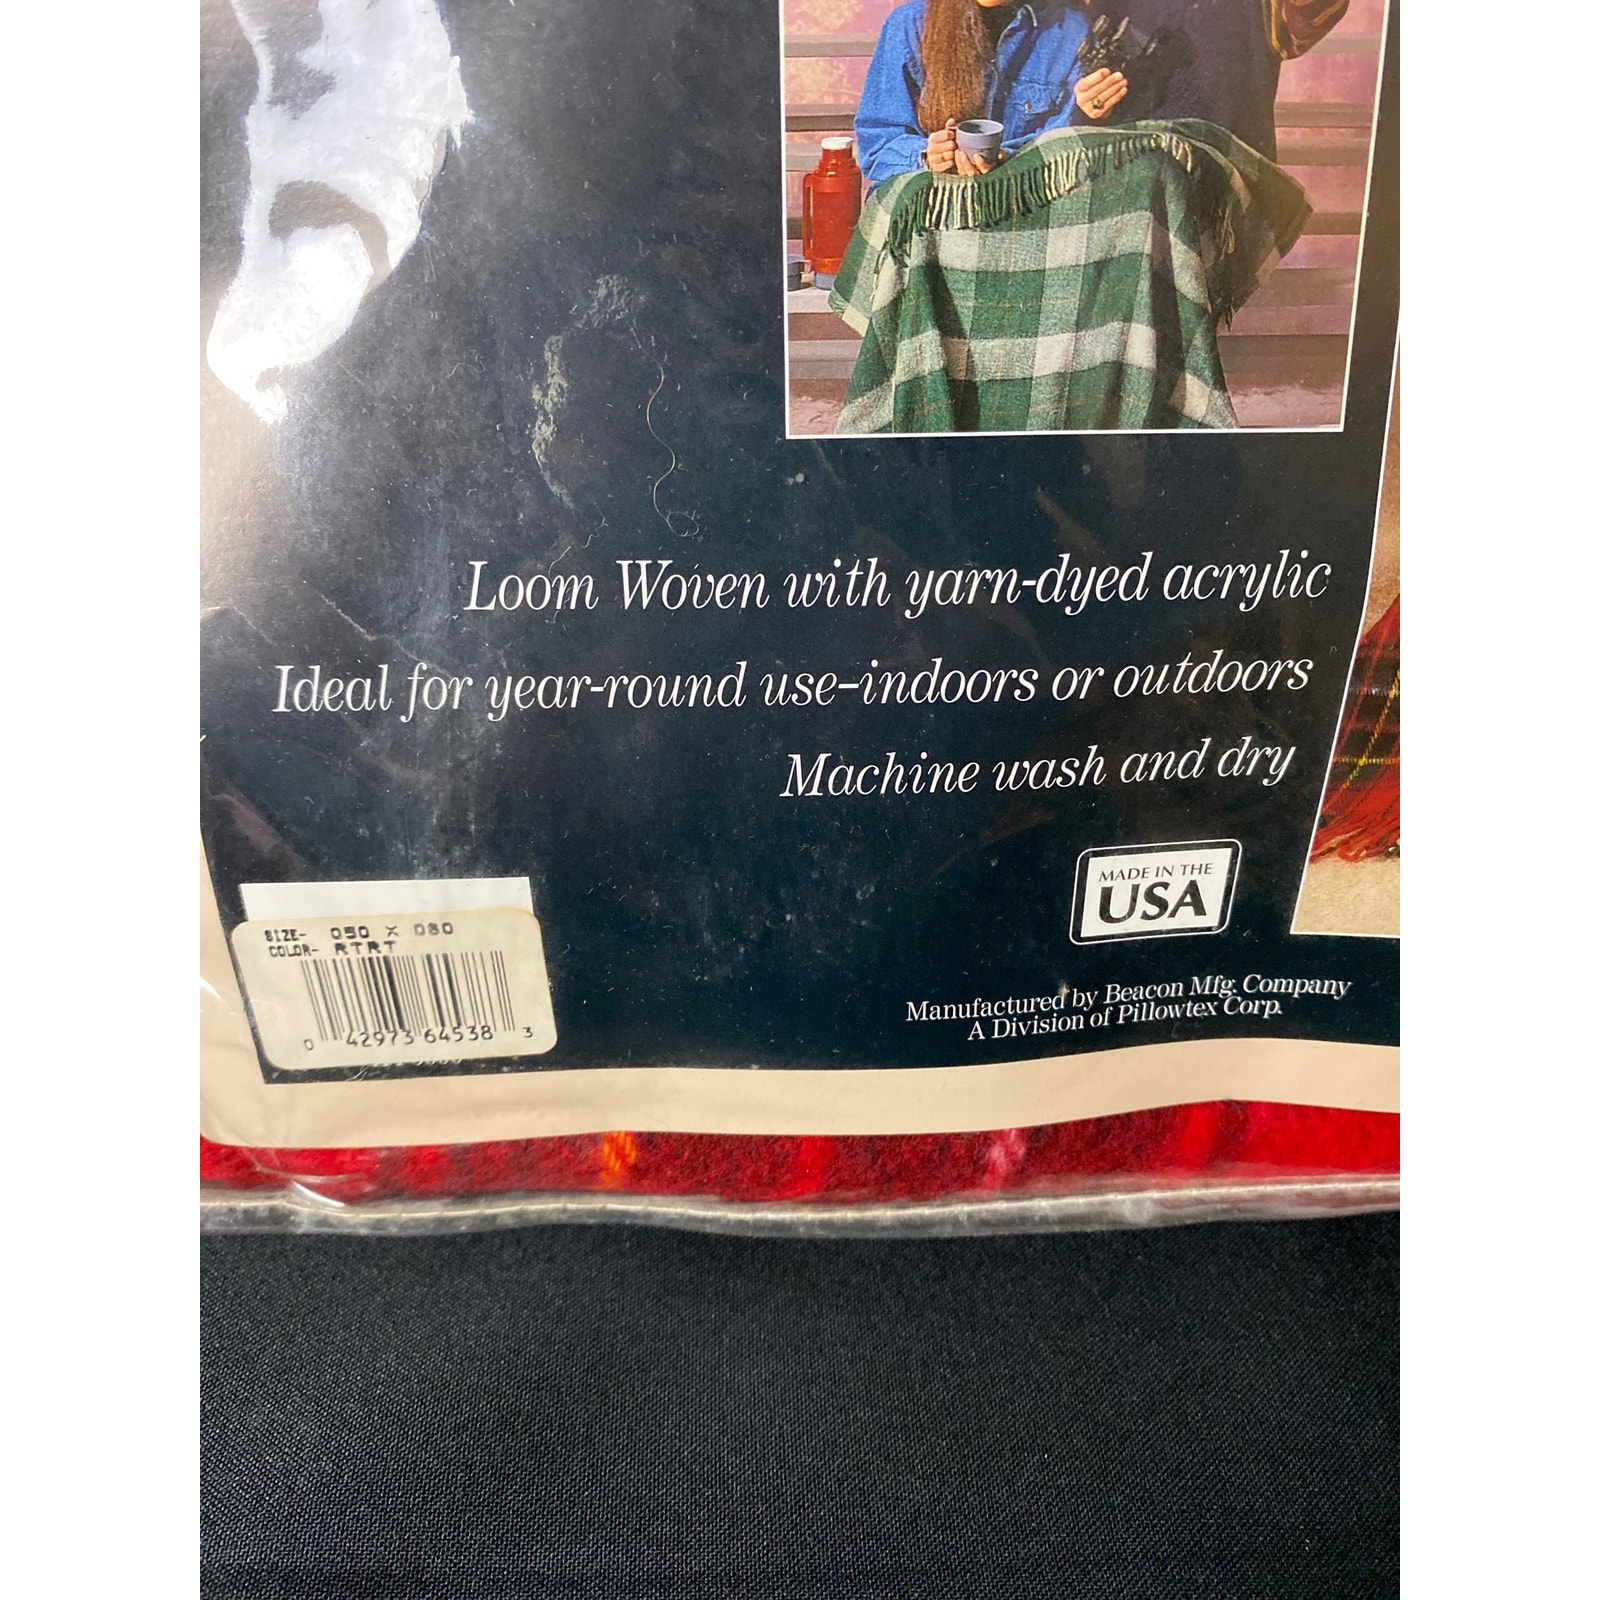 Loom Woven with yarn-dyed acrylic
Ideal for year-round use-indoors or outdoors
Machine wash and dry
MADE IN THE
USA
SIZE- 050 X 080
COLOR- RTRT
0 42973 64538 3
Manufactured by Beacon Mfg. Company
A Division of Pillowtex Corp.